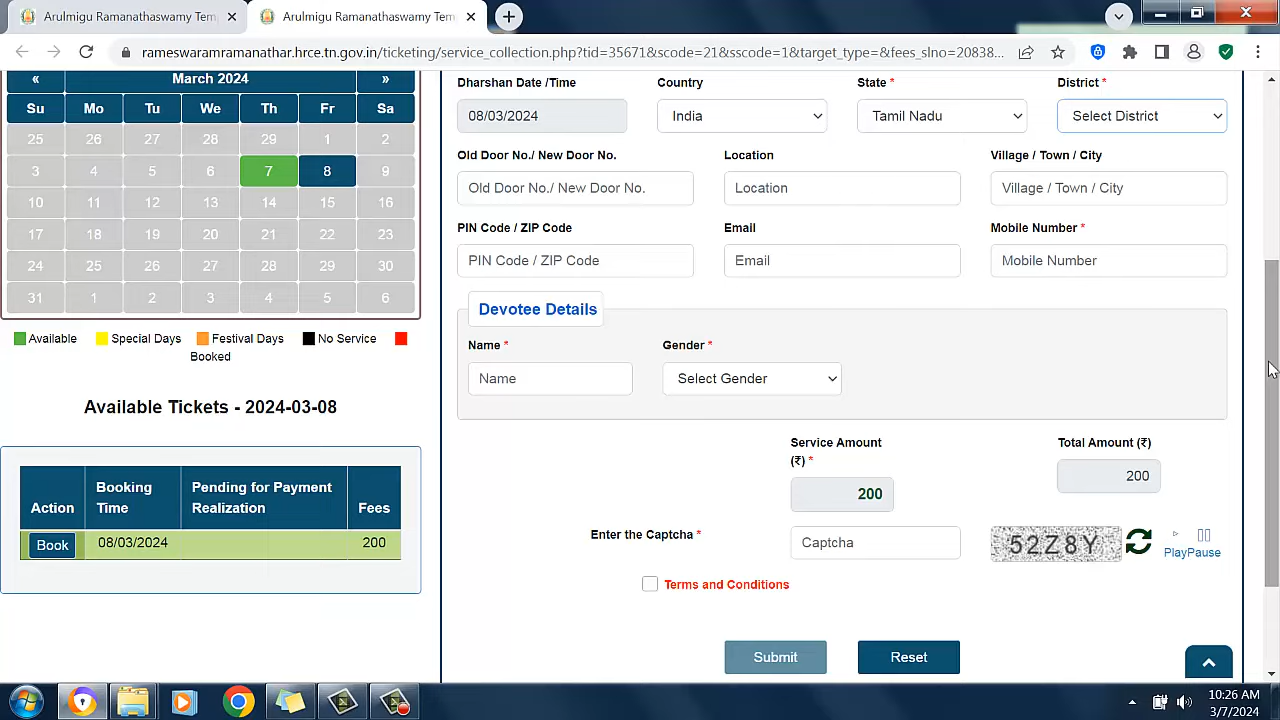 Arulmigu Ramanathaswamy Tem
Arulmigu Ramanathaswamy Tem
rameswaramramanathar.hrce.tn.gov.in/ticketing/service_collection.php?tid=35671&scode=21&sscode=1&target_type=&fees_slno=20838...
« March 2024 »
Su Mo Tu We Th Fr Sa
25 26 27 28 29 1 2
3 4 5 6 7 8 9
10 11 12 13 14 15 16
17 18 19 20 21 22 23
24 25 26 27 28 29 30
31 1 2 3 4 5 6
Available Special Days Festival Days No Service
Booked
Available Tickets - 2024-03-08
Action Booking Time Pending for Payment Realization Fees
Book 08/03/2024 200
Dharshan Date /Time Country State * District *
08/03/2024 India Tamil Nadu Select District
Old Door No./ New Door No. Location Village / Town / City
Old Door No./ New Door No. Location Village / Town / City
PIN Code / ZIP Code Email Mobile Number *
PIN Code / ZIP Code Email Mobile Number
Devotee Details
Name * Gender *
Name Select Gender
Service Amount (₹) * Total Amount (₹)
200 200
Enter the Captcha * Captcha 52Z8Y PlayPause
Terms and Conditions
Submit Reset
10:26 AM
3/7/2024